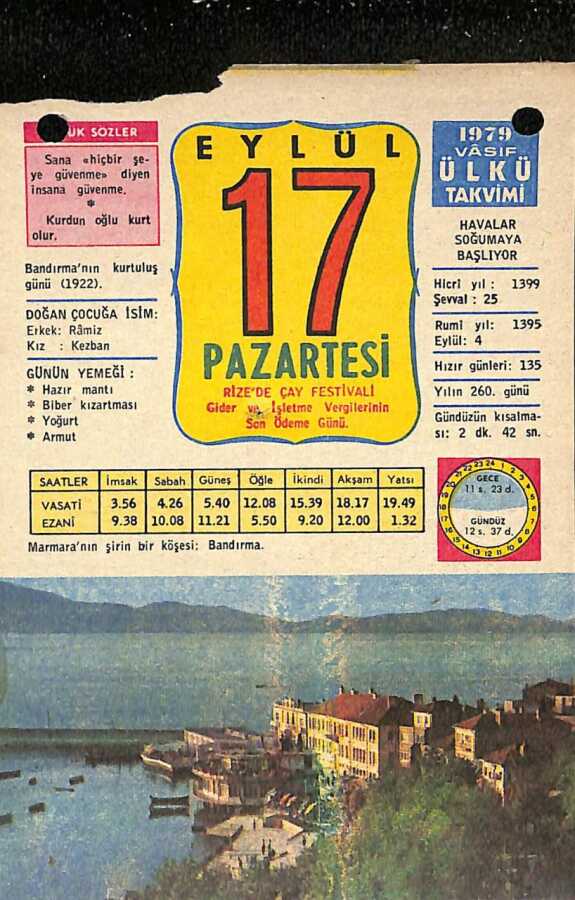 ÜK SÖZLER
Sana «hiçbir şe-
ye güvenme» diyen
insana güvenme.
*
Kurdun oğlu kurt
olur.
Bandırma'nın kurtuluş
günü (1922).
DOĞAN ÇOCUĞA İSİM:
Erkek: Râmiz
Kız : Kezban
GÜNÜN YEMEĞİ :
* Hazır mantı
* Biber kızartması
* Yoğurt
* Armut
EYLÜL
17
PAZARTESİ
RİZE'DE ÇAY FESTİVALİ
Gider ve İşletme Vergilerinin
Son Ödeme Günü.
1979
VÂSIF
ÜLKÜ
TAKVİMİ
HAVALAR
SOĞUMAYA
BAŞLIYOR
Hicrî yıl : 1399
Şevval : 25
Rumî yıl: 1395
Eylül: 4
Hızır günleri: 135
Yılın 260. günü
Gündüzün kısalma-
sı: 2 dk. 42 sn.
SAATLER İmsak Sabah Güneş Öğle İkindi Akşam Yatsı
VASATİ 3.56 4.26 5.40 12.08 15.39 18.17 19.49
EZANİ 9.38 10.08 11.21 5.50 9.20 12.00 1.32
GECE
11 s. 23 d.
GÜNDÜZ
12 s. 37 d.
Marmara'nın şirin bir köşesi: Bandırma.